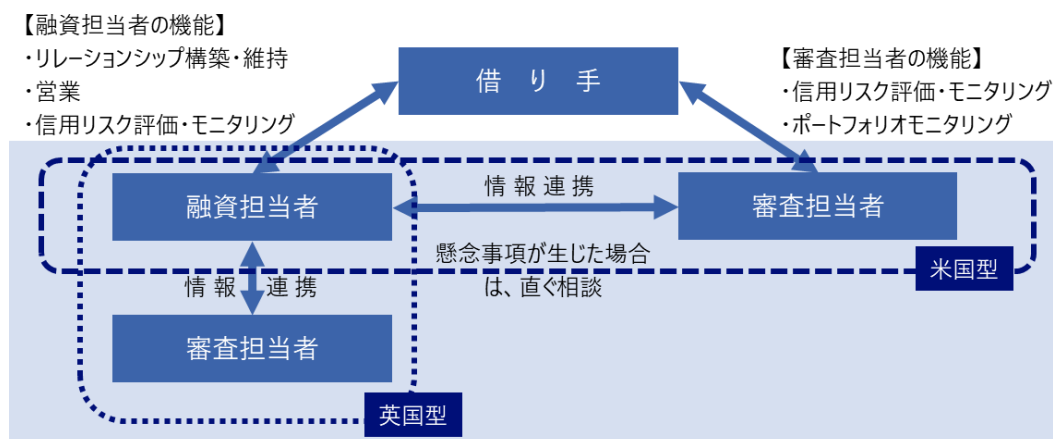 【融資担当者の機能】
・リレーションシップ構築・維持
・営業
・信用リスク評価・モニタリング
借り手
【審査担当者の機能】
・信用リスク評価・モニタリング
・ポートフォリオモニタリング
融資担当者
情報連携
審査担当者
懸念事項が生じた場合
は、直ぐ相談
米国型
情報連携
審査担当者
英国型